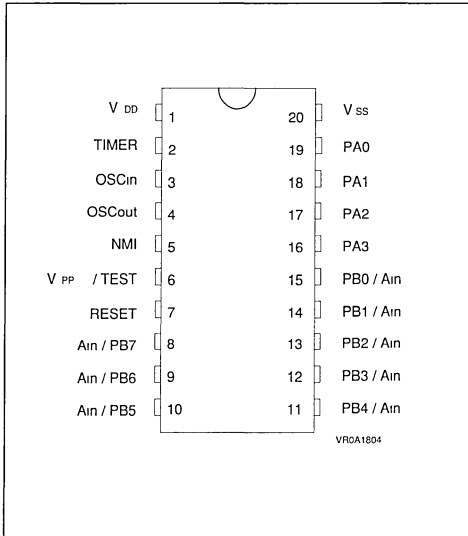 V DD 1 20 V SS
TIMER 2 19 PA0
OSCin 3 18 PA1
OSCout 4 17 PA2
NMI 5 16 PA3
V PP / TEST 6 15 PB0 / Ain
RESET 7 14 PB1 / Ain
Ain / PB7 8 13 PB2 / Ain
Ain / PB6 9 12 PB3 / Ain
Ain / PB5 10 11 PB4 / Ain
VR0A1804